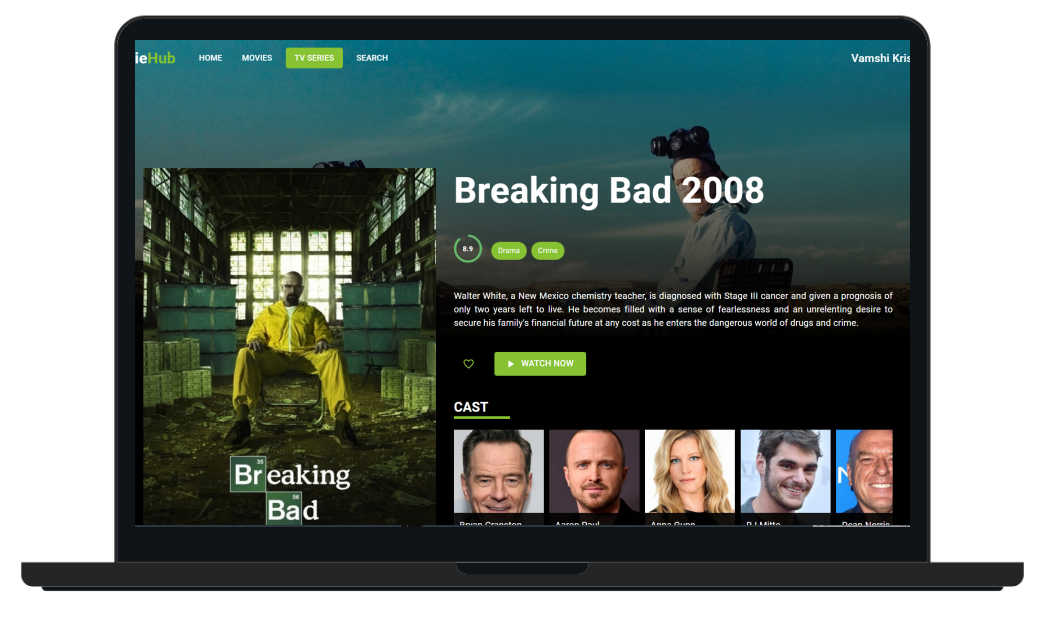 ieHub HOME MOVIES TV SERIES SEARCH Vamshi Kris
Breaking Bad 2008
8.9 Drama Crime
Walter White, a New Mexico chemistry teacher, is diagnosed with Stage III cancer and given a prognosis of
only two years left to live. He becomes filled with a sense of fearlessness and an unrelenting desire to
secure his family's financial future at any cost as he enters the dangerous world of drugs and crime.
WATCH NOW
CAST
35
Breaking
56
Bad
N
Bryan Cranston Aaron Paul Anna Gunn RJ Mitte Dean Norris